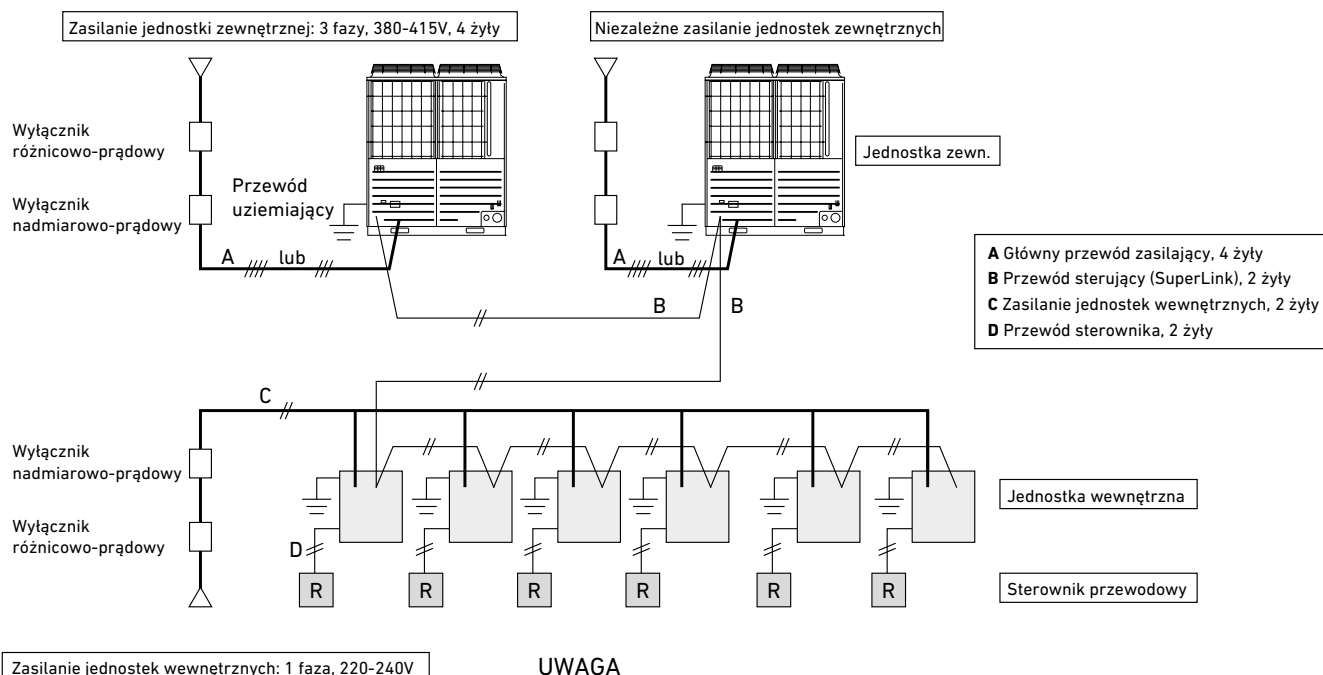 Zasilanie jednostki zewnętrznej: 3 fazy, 380-415V, 4 żyły
Niezależne zasilanie jednostek zewnętrznych
Wyłącznik
różnicowo-prądowy
Jednostka zewn.
Wyłącznik
nadmiarowo-prądowy
Przewód
uziemiający
A lub
A lub
A Główny przewód zasilający, 4 żyły
B Przewód sterujący (SuperLink), 2 żyły
C Zasilanie jednostek wewnętrznych, 2 żyły
D Przewód sterownika, 2 żyły
B B
C
Wyłącznik
nadmiarowo-prądowy
Jednostka wewnętrzna
Wyłącznik
różnicowo-prądowy
D
R R R R R R
Sterownik przewodowy
Zasilanie jednostek wewnętrznych: 1 faza, 220-240V
UWAGA